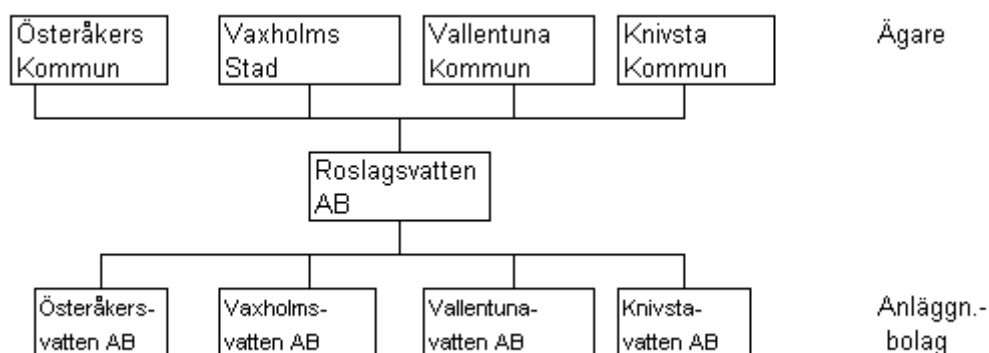 Österåkers
Kommun
Vaxholms
Stad
Vallentuna
Kommun
Knivsta
Kommun
Ägare
Roslagsvatten
AB
Österåkers-
vatten AB
Vaxholms-
vatten AB
Vallentuna-
vatten AB
Knivsta-
vatten AB
Anläggn.-
bolag